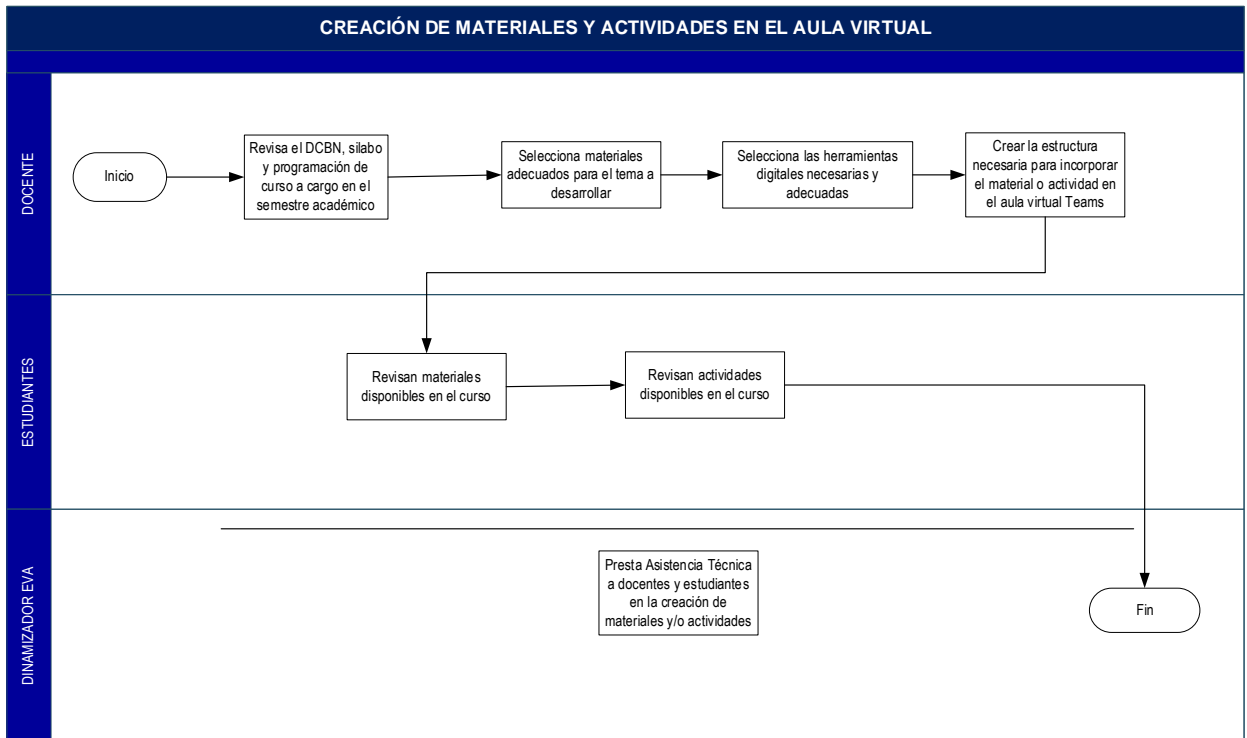 CREACIÓN DE MATERIALES Y ACTIVIDADES EN EL AULA VIRTUAL
DOCENTE
Inicio
Revisa el DCBN, silabo
y programación de
curso a cargo en el
semestre académico
Selecciona materiales
adecuados para el tema a
desarrollar
Selecciona las herramientas
digitales necesarias y
adecuadas
Crear la estructura
necesaria para incorporar
el material o actividad en
el aula virtual Teams
ESTUDIANTES
Revisan materiales
disponibles en el curso
Revisan actividades
disponibles en el curso
DINAMIZADOR EVA
Presta Asistencia Técnica
a docentes y estudiantes
en la creación de
materiales y/o actividades
Fin